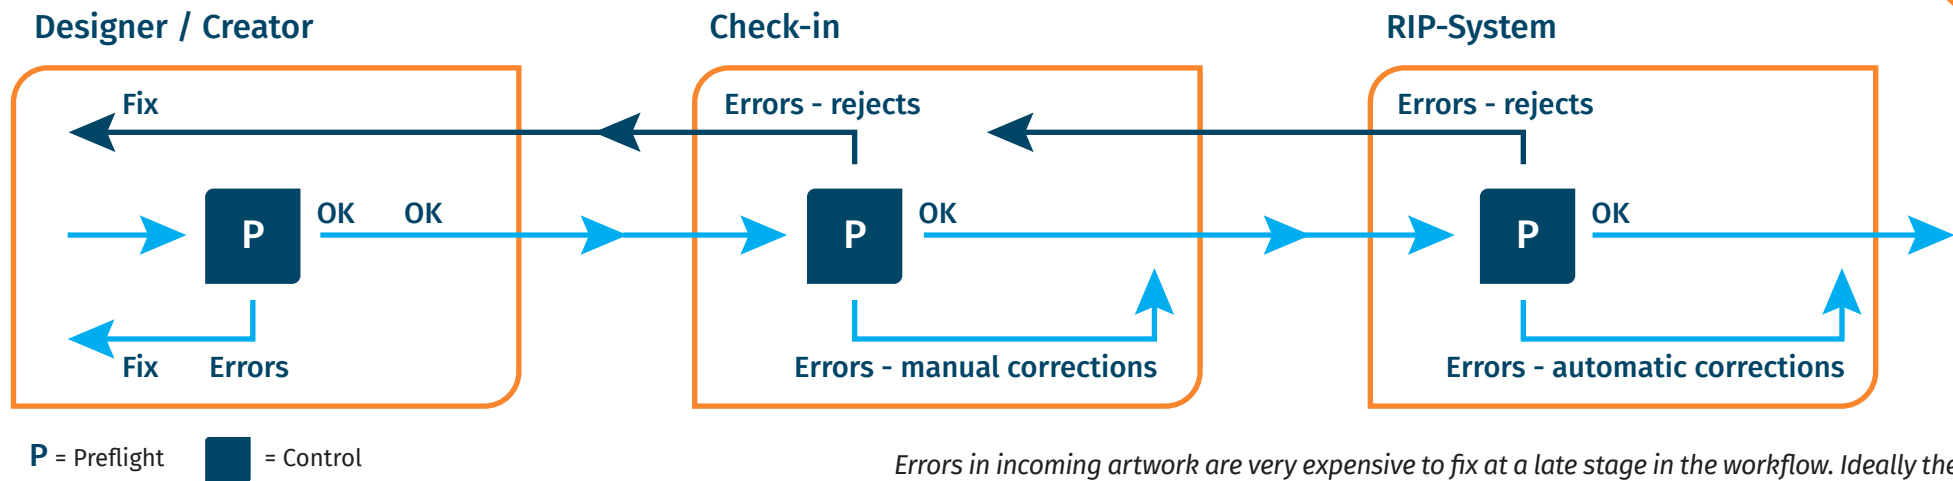 Designer / Creator
Check-in
RIP-System
Fix
Errors - rejects
Errors - rejects
P
OK
OK
P
OK
P
OK
Fix
Errors
Errors - manual corrections
Errors - automatic corrections
P = Preflight
= Control
Errors in incoming artwork are very expensive to fix at a late stage in the workflow. Ideally the